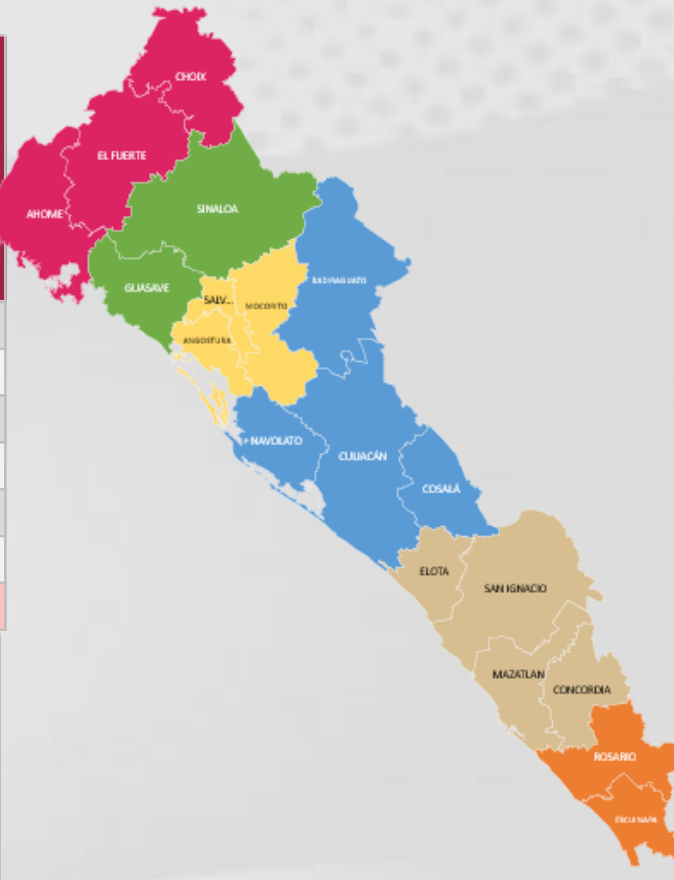 CHOIX
EL FUERTE
AHOME
SINALOA
GUASAVE
BADIRAGUATO
SALV...
MOCORITO
ANGOSTURA
NAVOLATO
CULIACÁN
COSALÁ
ELOTA
SAN IGNACIO
MAZATLAN
CONCORDIA
ROSARIO
ESCUINAPA